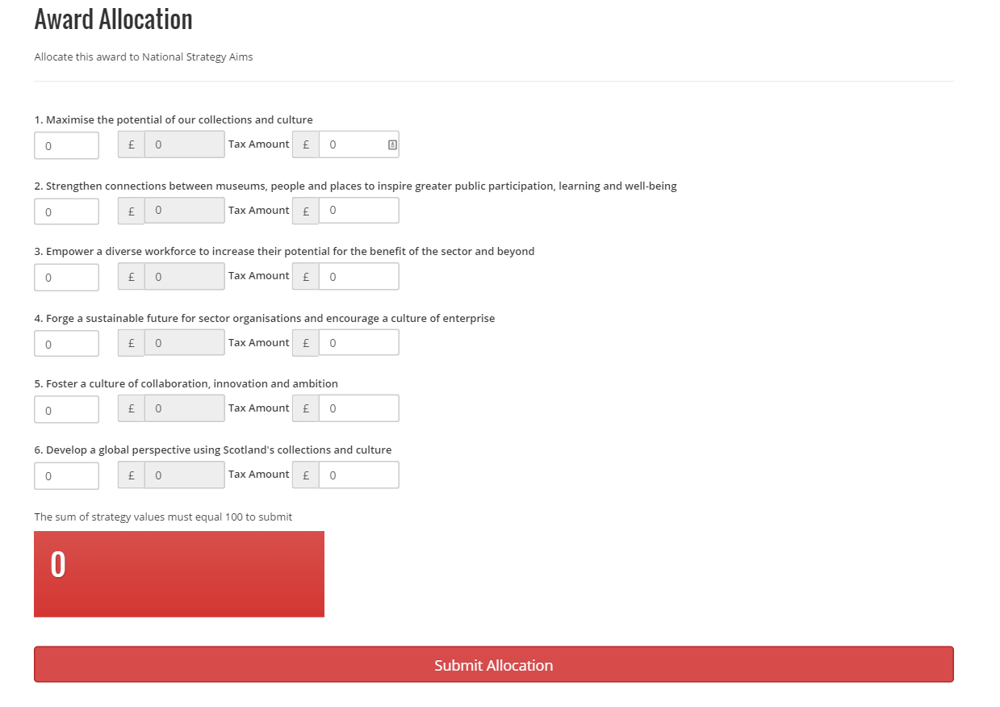 Award Allocation
Allocate this award to National Strategy Aims
1. Maximise the potential of our collections and culture
0 £ 0 Tax Amount £ 0
2. Strengthen connections between museums, people and places to inspire greater public participation, learning and well-being
0 £ 0 Tax Amount £ 0
3. Empower a diverse workforce to increase their potential for the benefit of the sector and beyond
0 £ 0 Tax Amount £ 0
4. Forge a sustainable future for sector organisations and encourage a culture of enterprise
0 £ 0 Tax Amount £ 0
5. Foster a culture of collaboration, innovation and ambition
0 £ 0 Tax Amount £ 0
6. Develop a global perspective using Scotland's collections and culture
0 £ 0 Tax Amount £ 0
The sum of strategy values must equal 100 to submit
0
Submit Allocation